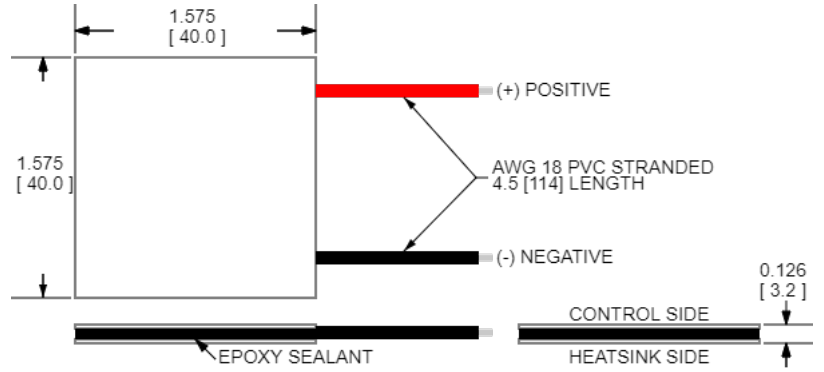 1.575
[ 40.0 ]
(+) POSITIVE
1.575
[ 40.0 ]
AWG 18 PVC STRANDED
4.5 [114] LENGTH
(-) NEGATIVE
0.126
[ 3.2 ]
CONTROL SIDE
EPOXY SEALANT
HEATSINK SIDE